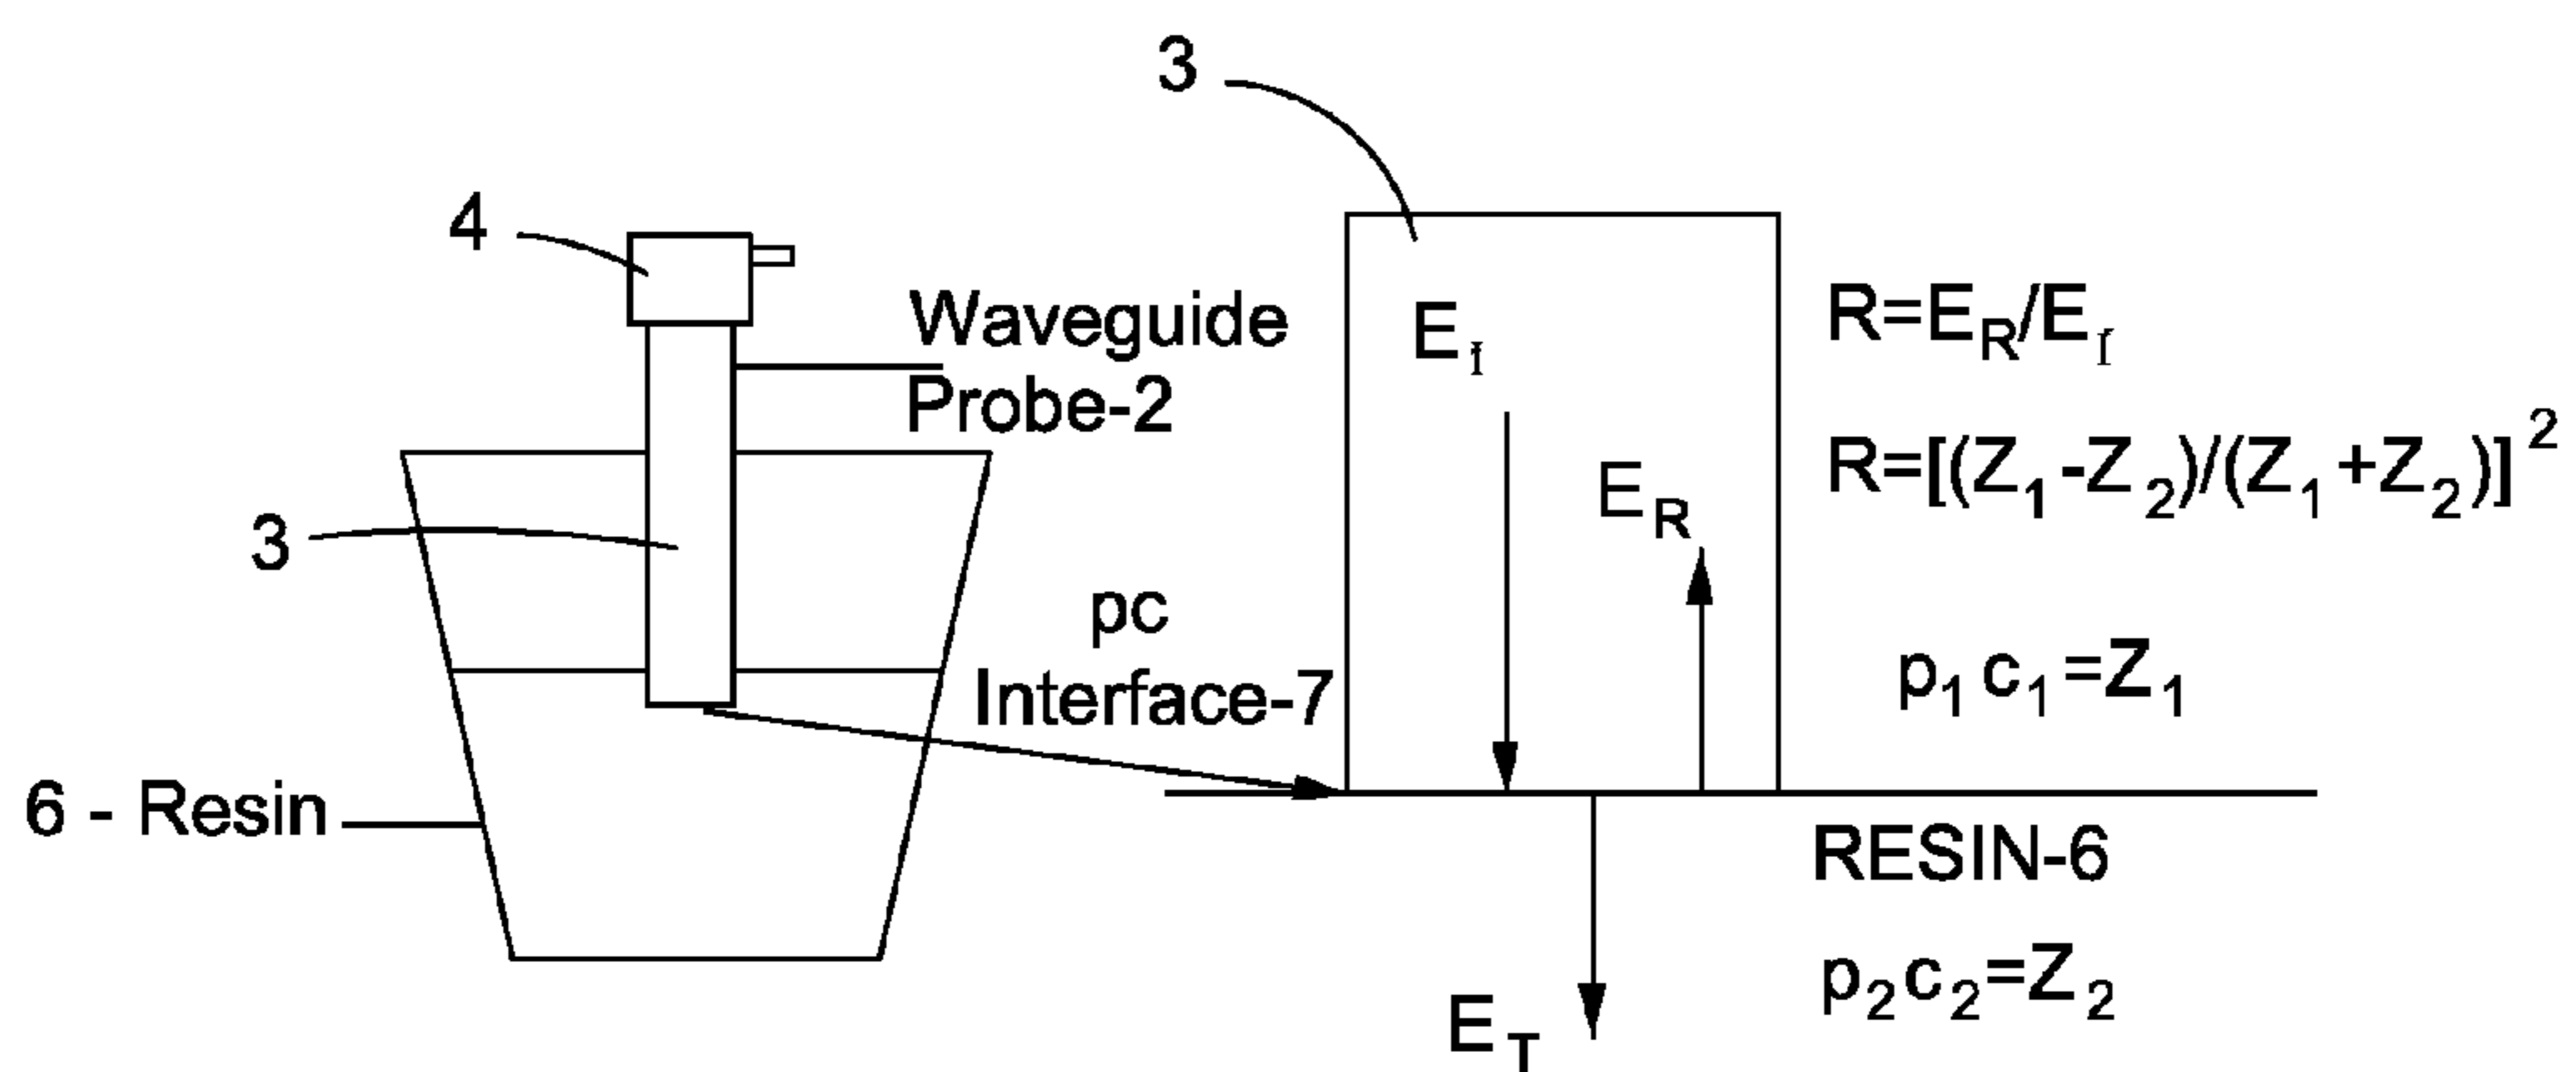 3
4
Waveguide
Probe-2
3
6 - Resin
pc
Interface-7
E_I
E_R
E_T
R=E_R/E_I
R=[(Z_1-Z_2)/(Z_1+Z_2)]^2
p_1 c_1=Z_1
RESIN-6
p_2 c_2=Z_2